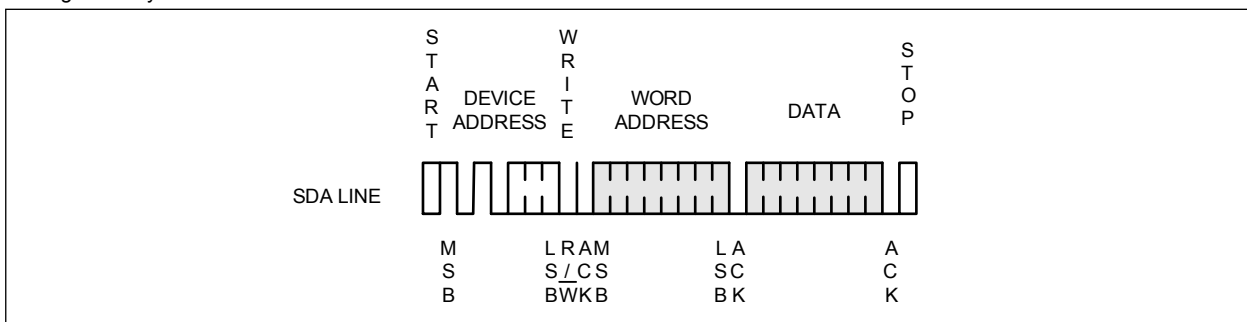 START
DEVICE
ADDRESS
WRITE
WORD
ADDRESS
DATA
STOP
SDA LINE
MSB
LSB
R/W
ACK
MSB
LSB
ACK
ACK